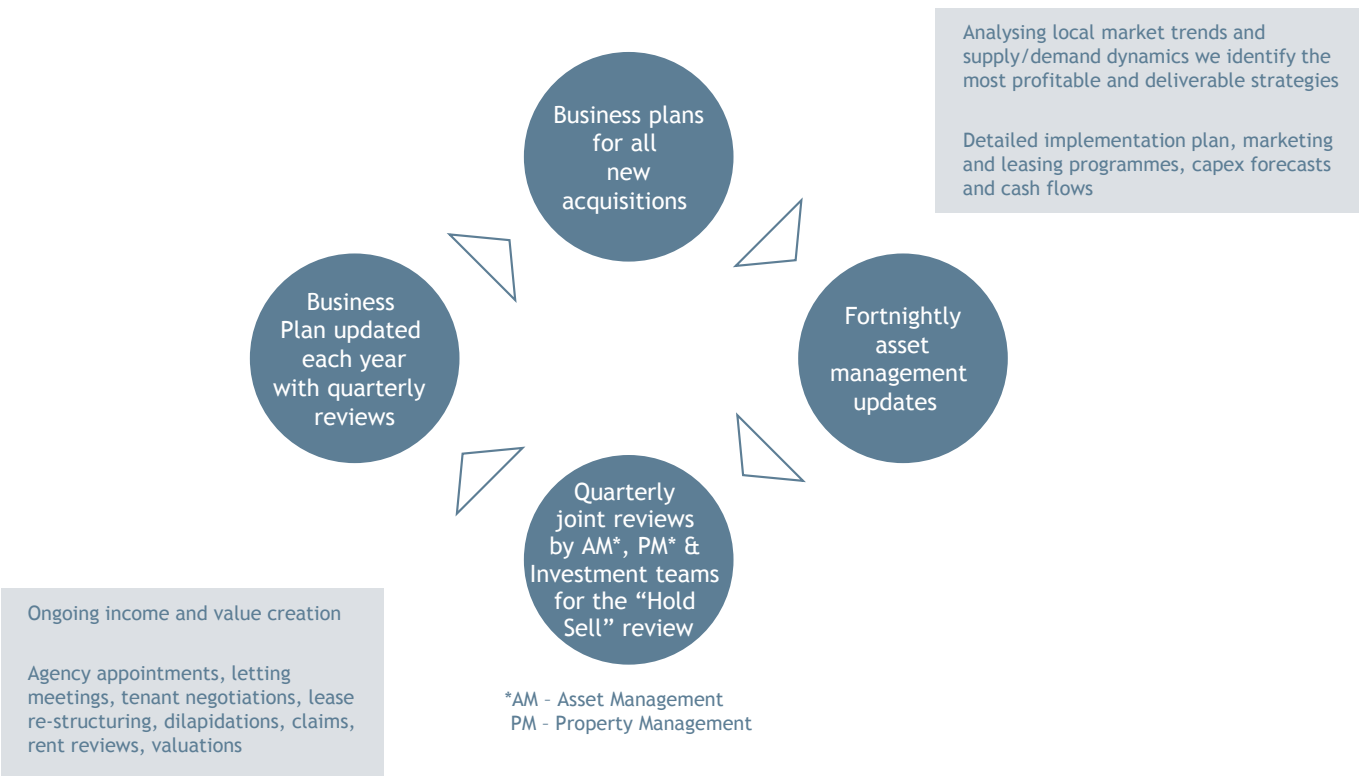 Analysing local market trends and
supply/demand dynamics we identify the
most profitable and deliverable strategies
Detailed implementation plan, marketing
and leasing programmes, capex forecasts
and cash flows
Business plans
for all
new
acquisitions
Business
Plan updated
each year
with quarterly
reviews
Fortnightly
asset
management
updates
Quarterly
joint reviews
by AM*, PM* &
Investment teams
for the “Hold
Sell” review
Ongoing income and value creation
Agency appointments, letting
meetings, tenant negotiations, lease
re-structuring, dilapidations, claims,
rent reviews, valuations
*AM – Asset Management
PM – Property Management